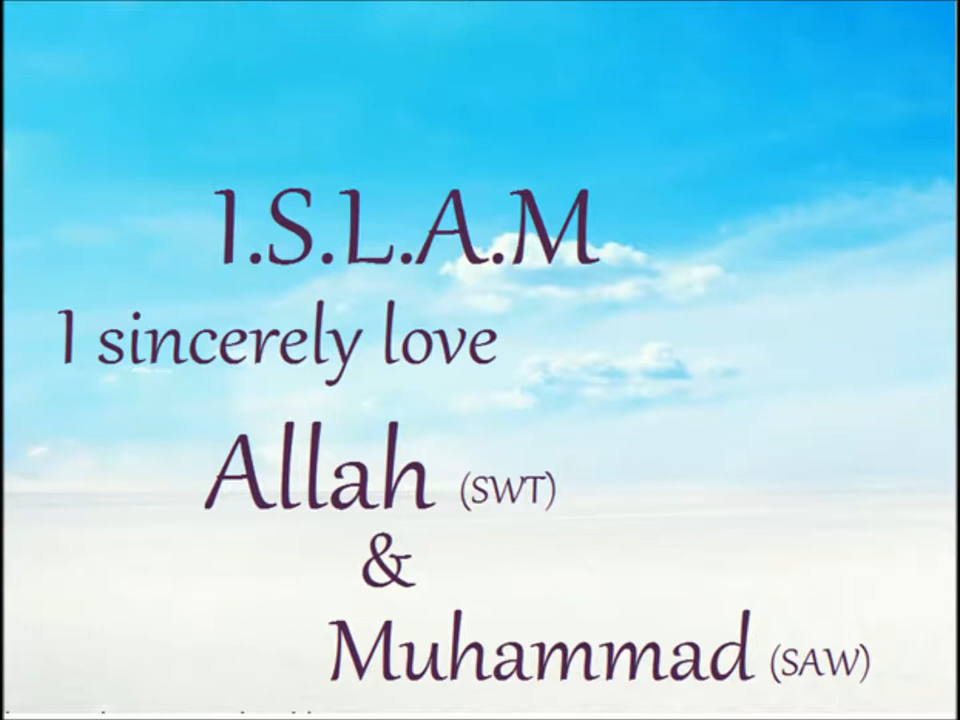 I.S.L.A.M
I sincerely love
Allah (SWT)
&
Muhammad (SAW)